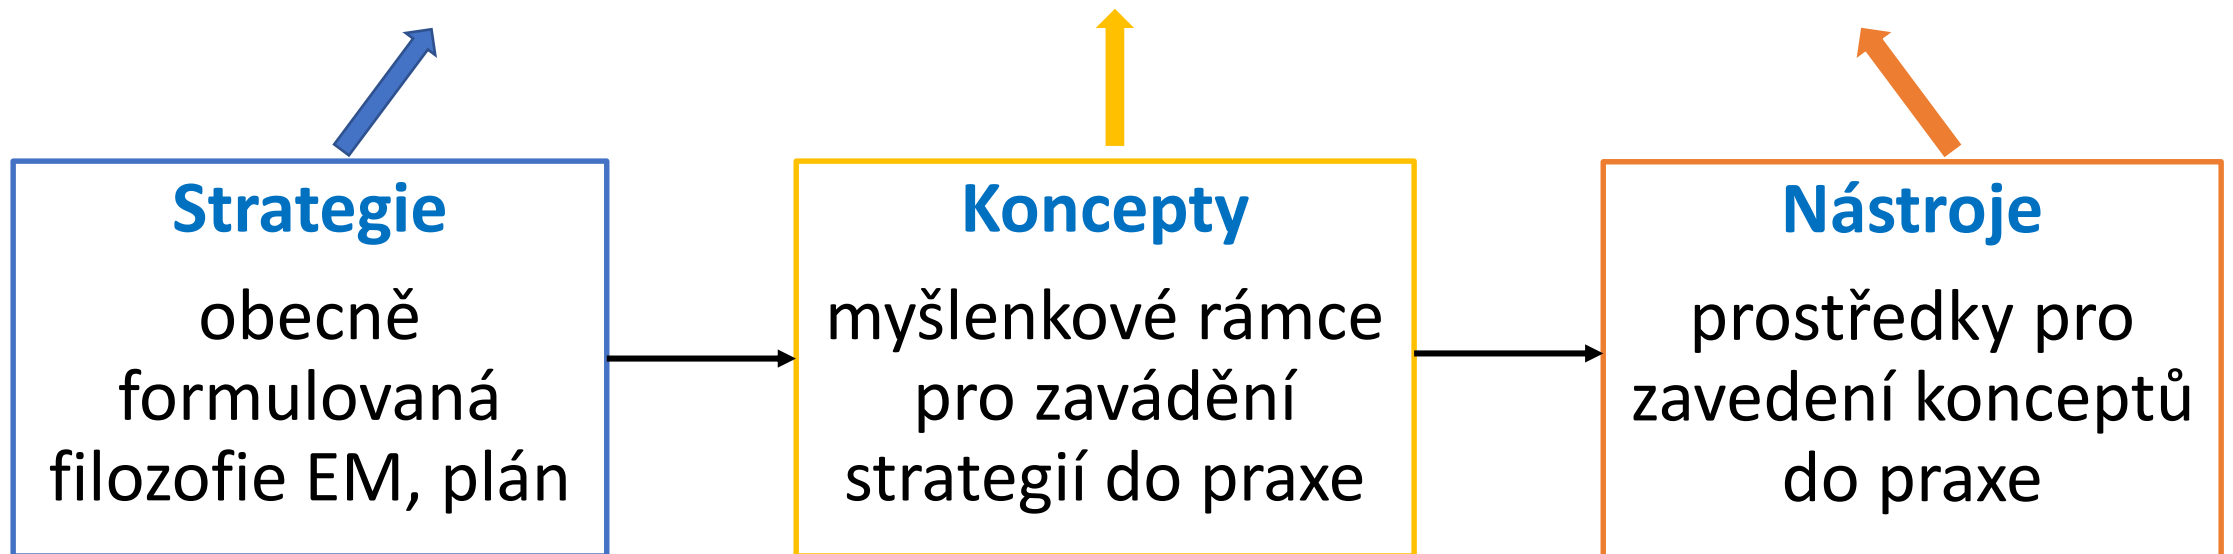 Strategie
obecně
formulovaná
filozofie EM, plán
Koncepty
myšlenkové rámce
pro zavádění
strategií do praxe
Nástroje
prostředky pro
zavedení konceptů
do praxe